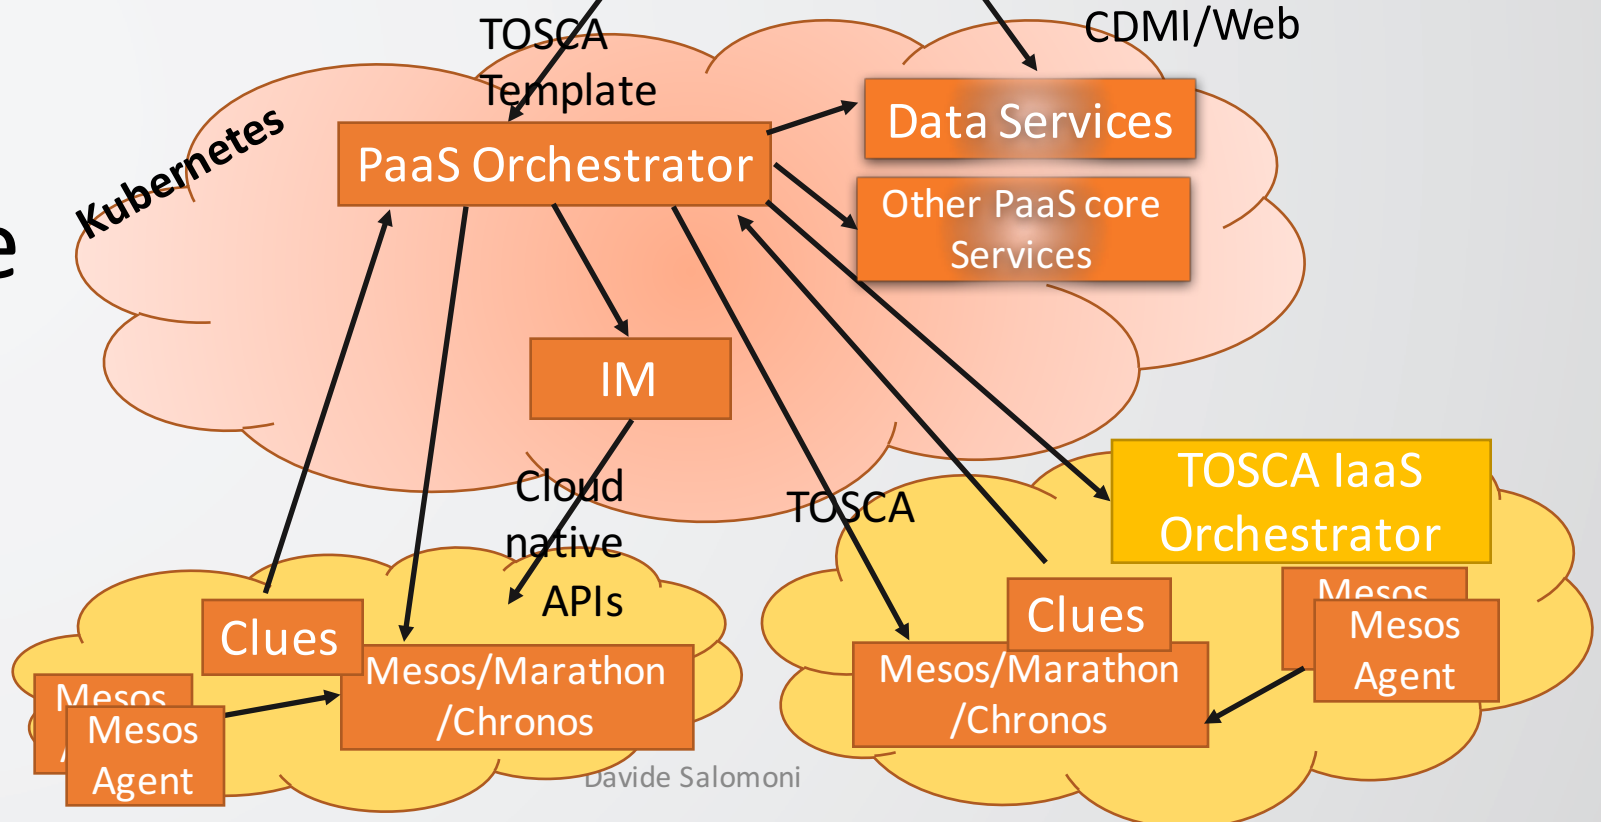 TOSCA
Template
CDMI/Web
Kubernetes
e
PaaS Orchestrator
Data Services
Other PaaS core
Services
IM
Cloud
native
APIs
TOSCA
TOSCA IaaS
Orchestrator
Clues
Mesos/Marathon
/Chronos
Mesos
Mesos
Agent
Clues
Mesos/Marathon
/Chronos
Mesos
Mesos
Agent
Davide Salomoni